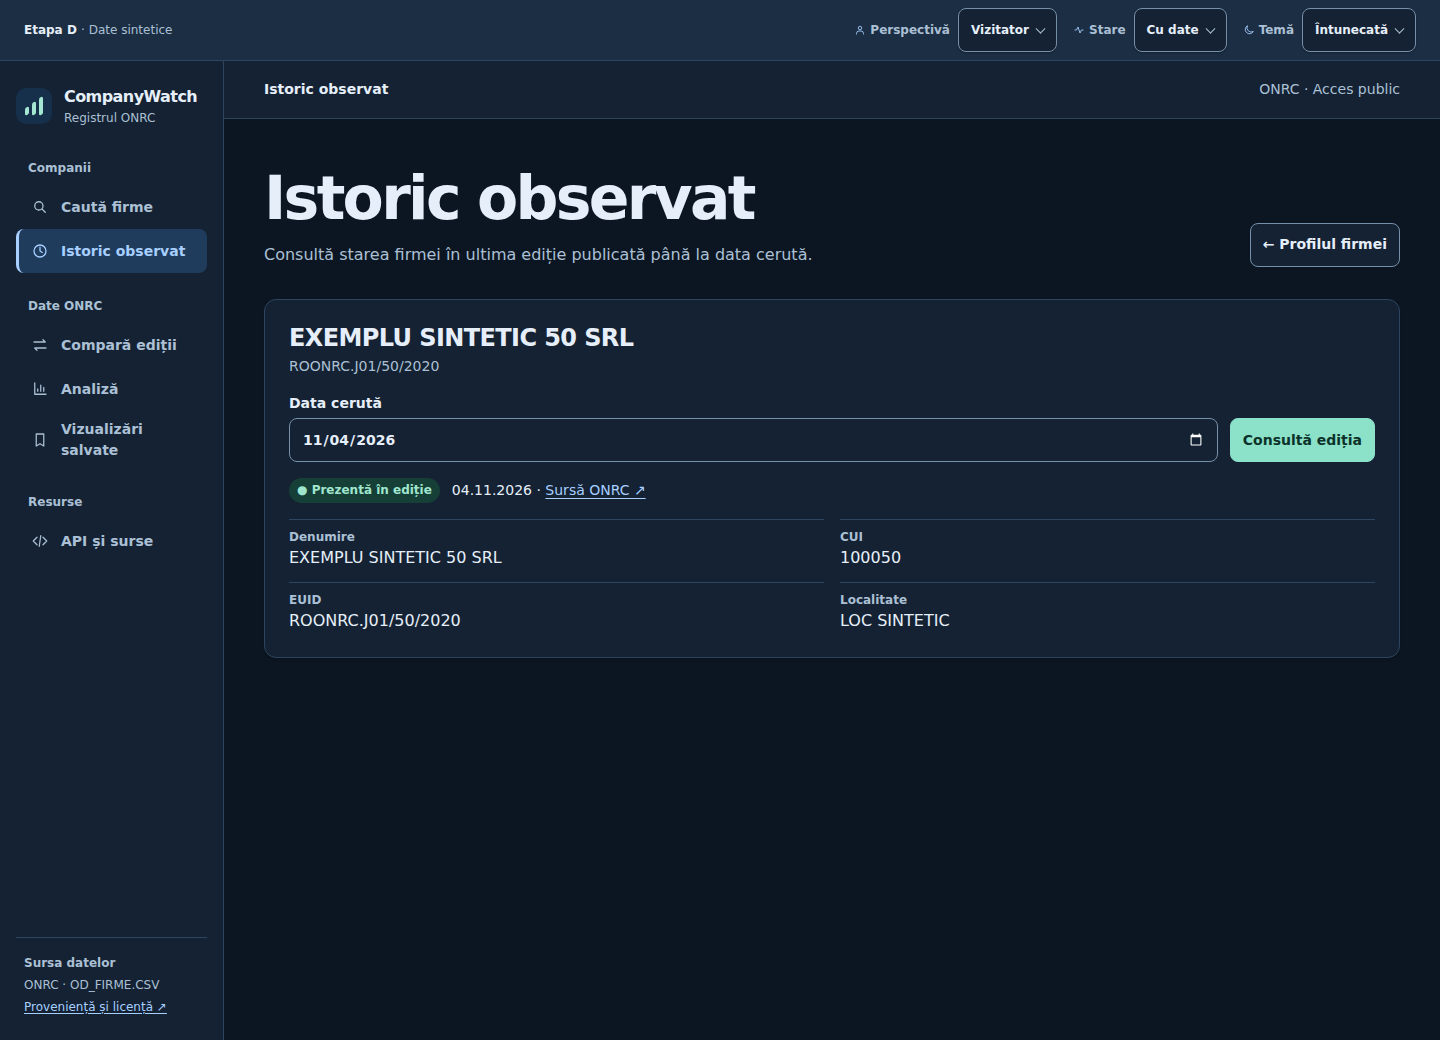 Etapa D · Date sintetice
Perspectivă
Vizitator
Stare
Cu date
Temă
Întunecată
CompanyWatch
Registrul ONRC
Companii
Caută firme
Istoric observat
Date ONRC
Compară ediții
Analiză
Vizualizări
salvate
Resurse
API și surse
Sursa datelor
ONRC · OD_FIRME.CSV
Proveniență și licență ↗
Istoric observat
ONRC · Acces public
Istoric observat
Consultă starea firmei în ultima ediție publicată până la data cerută.
← Profilul firmei
EXEMPLU SINTETIC 50 SRL
ROONRC.J01/50/2020
Data cerută
11/04/2026
Consultă ediția
● Prezentă în ediție
04.11.2026 · Sursă ONRC ↗
Denumire
EXEMPLU SINTETIC 50 SRL
CUI
100050
EUID
ROONRC.J01/50/2020
Localitate
LOC SINTETIC